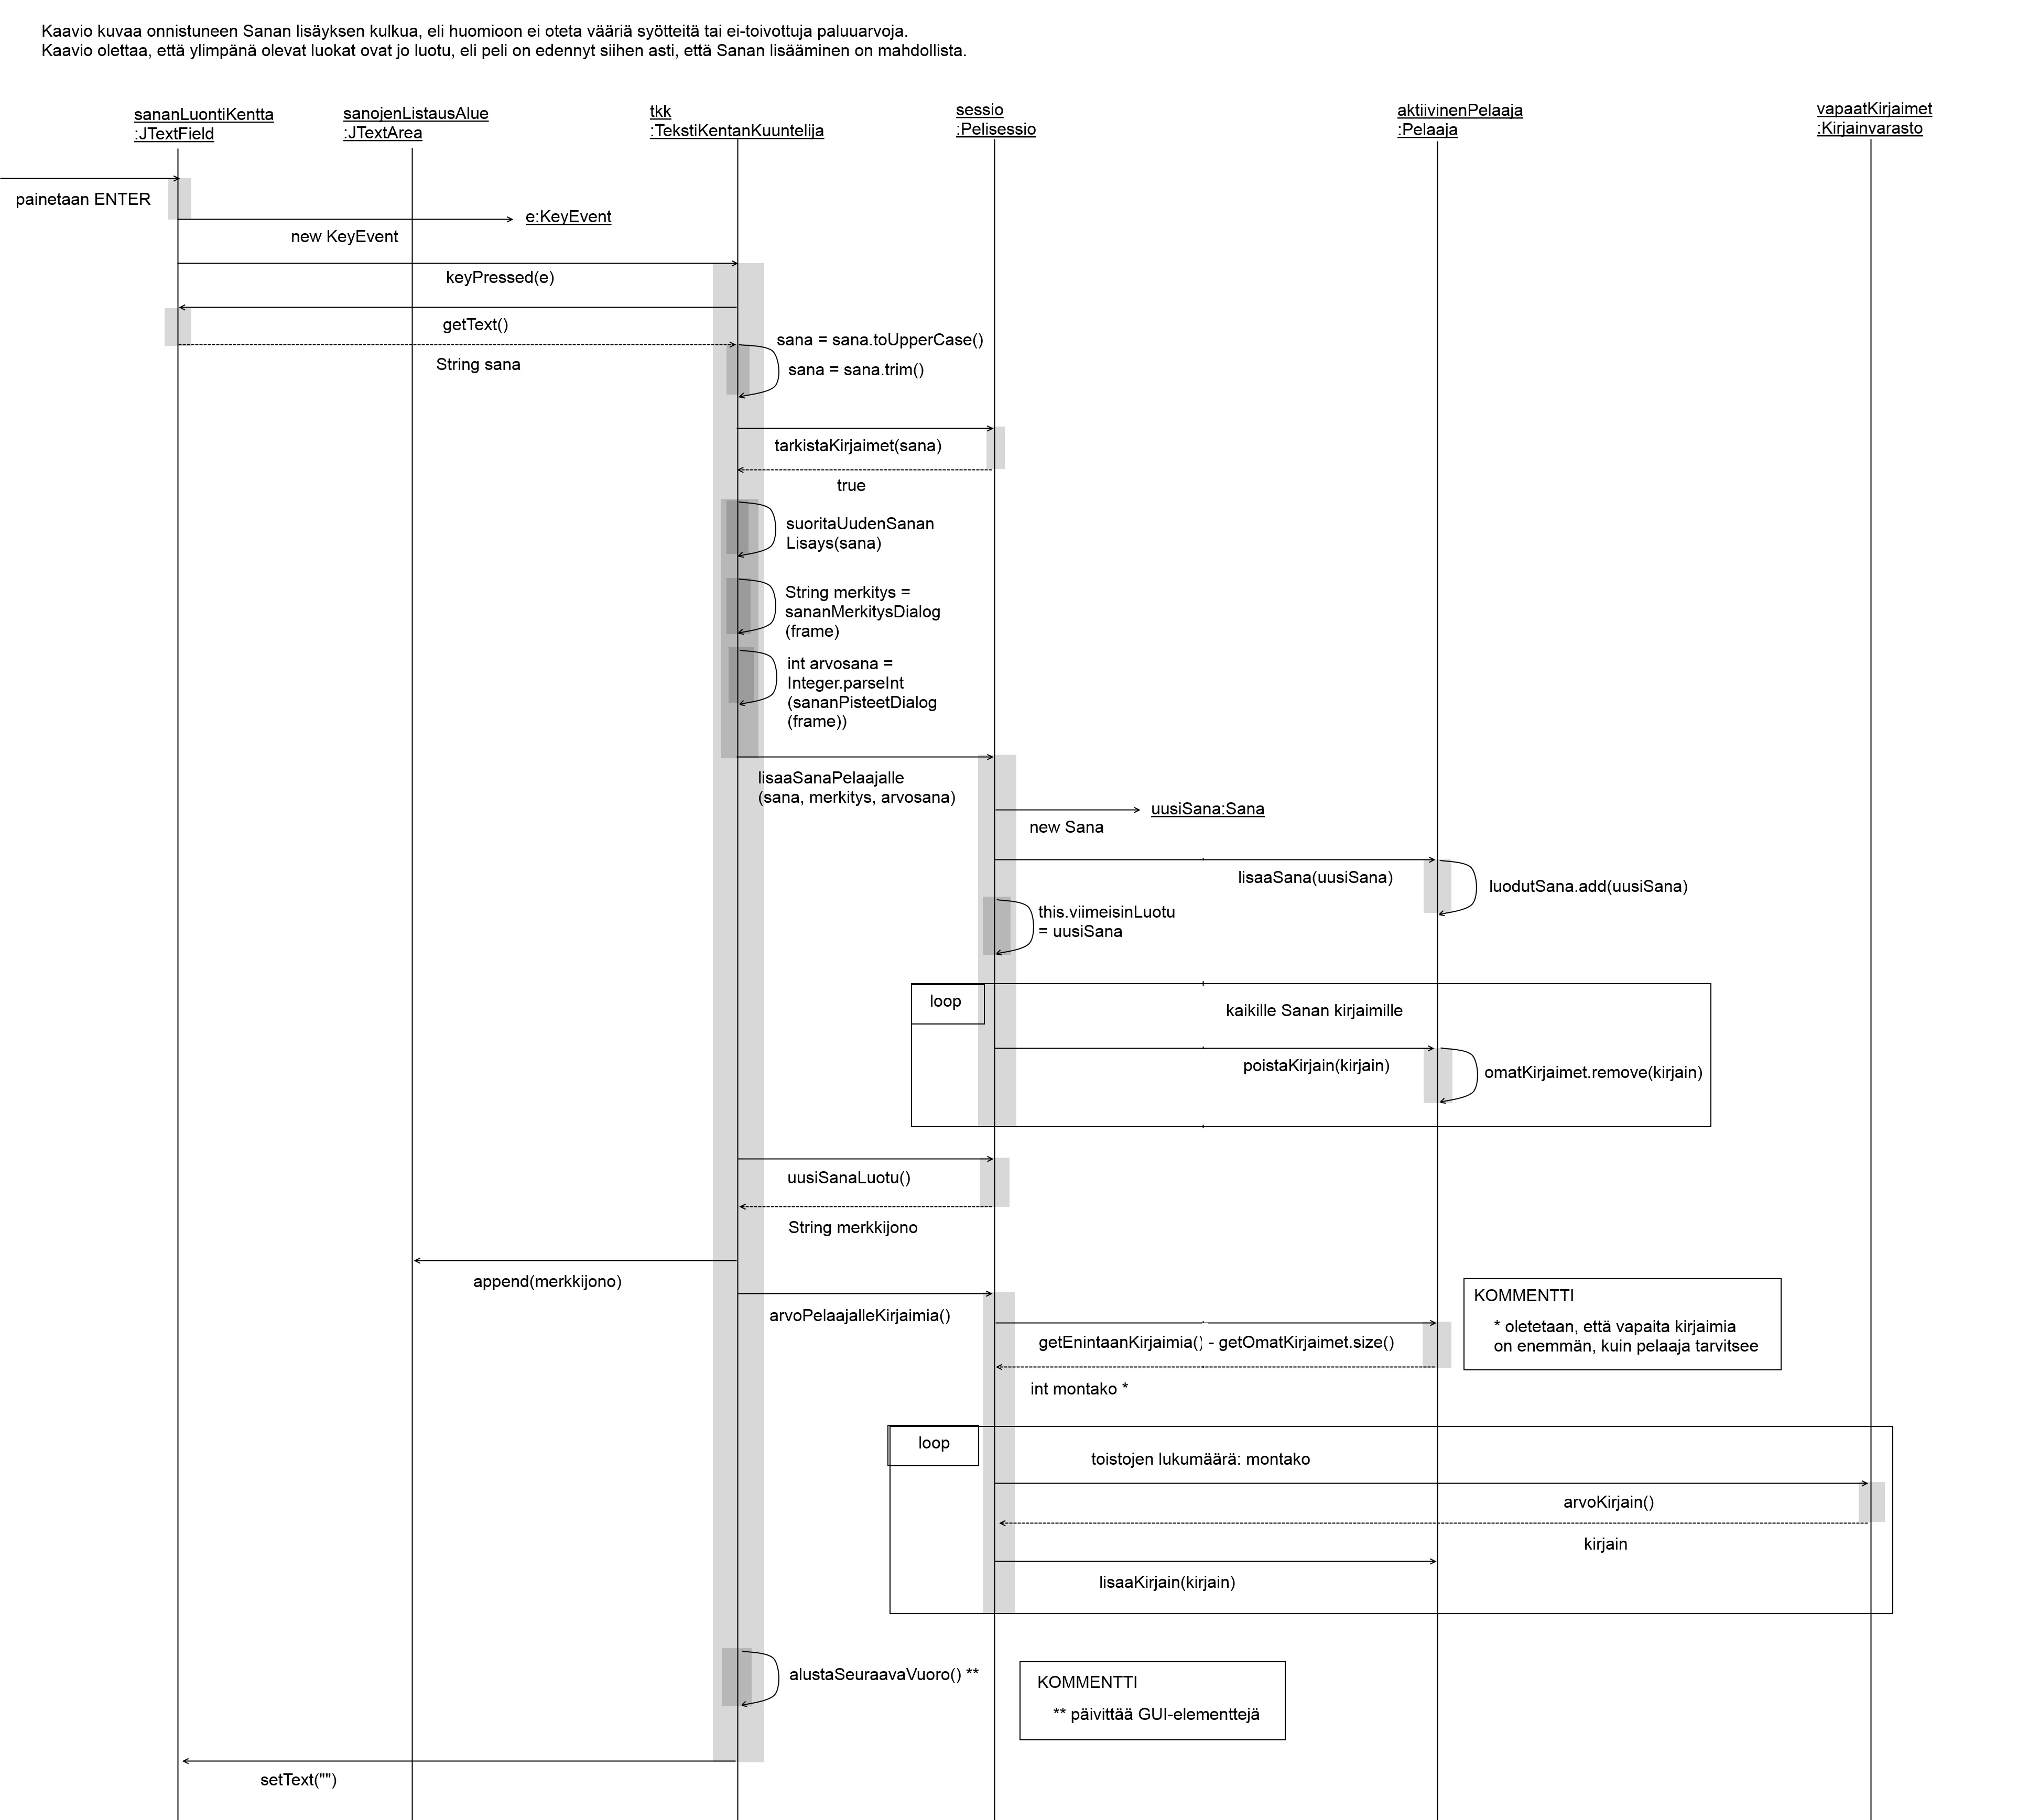 Kaavio kuvaa onnistuneen Sanan lisäyksen kulkua, eli huomioon ei oteta vääriä syötteitä tai ei-toivottuja paluuarvoja.
Kaavio olettaa, että ylimpänä olevat luokat ovat jo luotu, eli peli on edennyt siihen asti, että Sanan lisääminen on mahdollista.
sananLuontiKentta
:JTextField
sanojenListausAlue
:JTextArea
tkk
:TekstiKentanKuuntelija
sessio
:Pelisessio
aktiivinenPelaaja
:Pelaaja
vapaatKirjaimet
:Kirjainvarasto
painetaan ENTER
e:KeyEvent
new KeyEvent
keyPressed(e)
getText()
sana = sana.toUpperCase()
String sana
sana = sana.trim()
tarkistaKirjaimet(sana)
true
suoritaUudenSanan
Lisays(sana)
String merkitys =
sananMerkitysDialog
(frame)
int arvosana =
Integer.parseInt
(sananPisteetDialog
(frame))
lisaaSanaPelaajalle
(sana, merkitys, arvosana)
uusiSana:Sana
new Sana
lisaaSana(uusiSana)
luodutSana.add(uusiSana)
this.viimeisinLuotu
= uusiSana
loop
kaikille Sanan kirjaimille
poistaKirjain(kirjain)
omatKirjaimet.remove(kirjain)
uusiSanaLuotu()
String merkkijono
append(merkkijono)
arvoPelaajalleKirjaimia()
KOMMENTTI
* oletetaan, että vapaita kirjaimia
on enemmän, kuin pelaaja tarvitsee
getEnintaanKirjaimia() - getOmatKirjaimet.size()
int montako *
loop
toistojen lukumäärä: montako
arvoKirjain()
kirjain
lisaaKirjain(kirjain)
alustaSeuraavaVuoro() **
KOMMENTTI
** päivittää GUI-elementtejä
setText("")